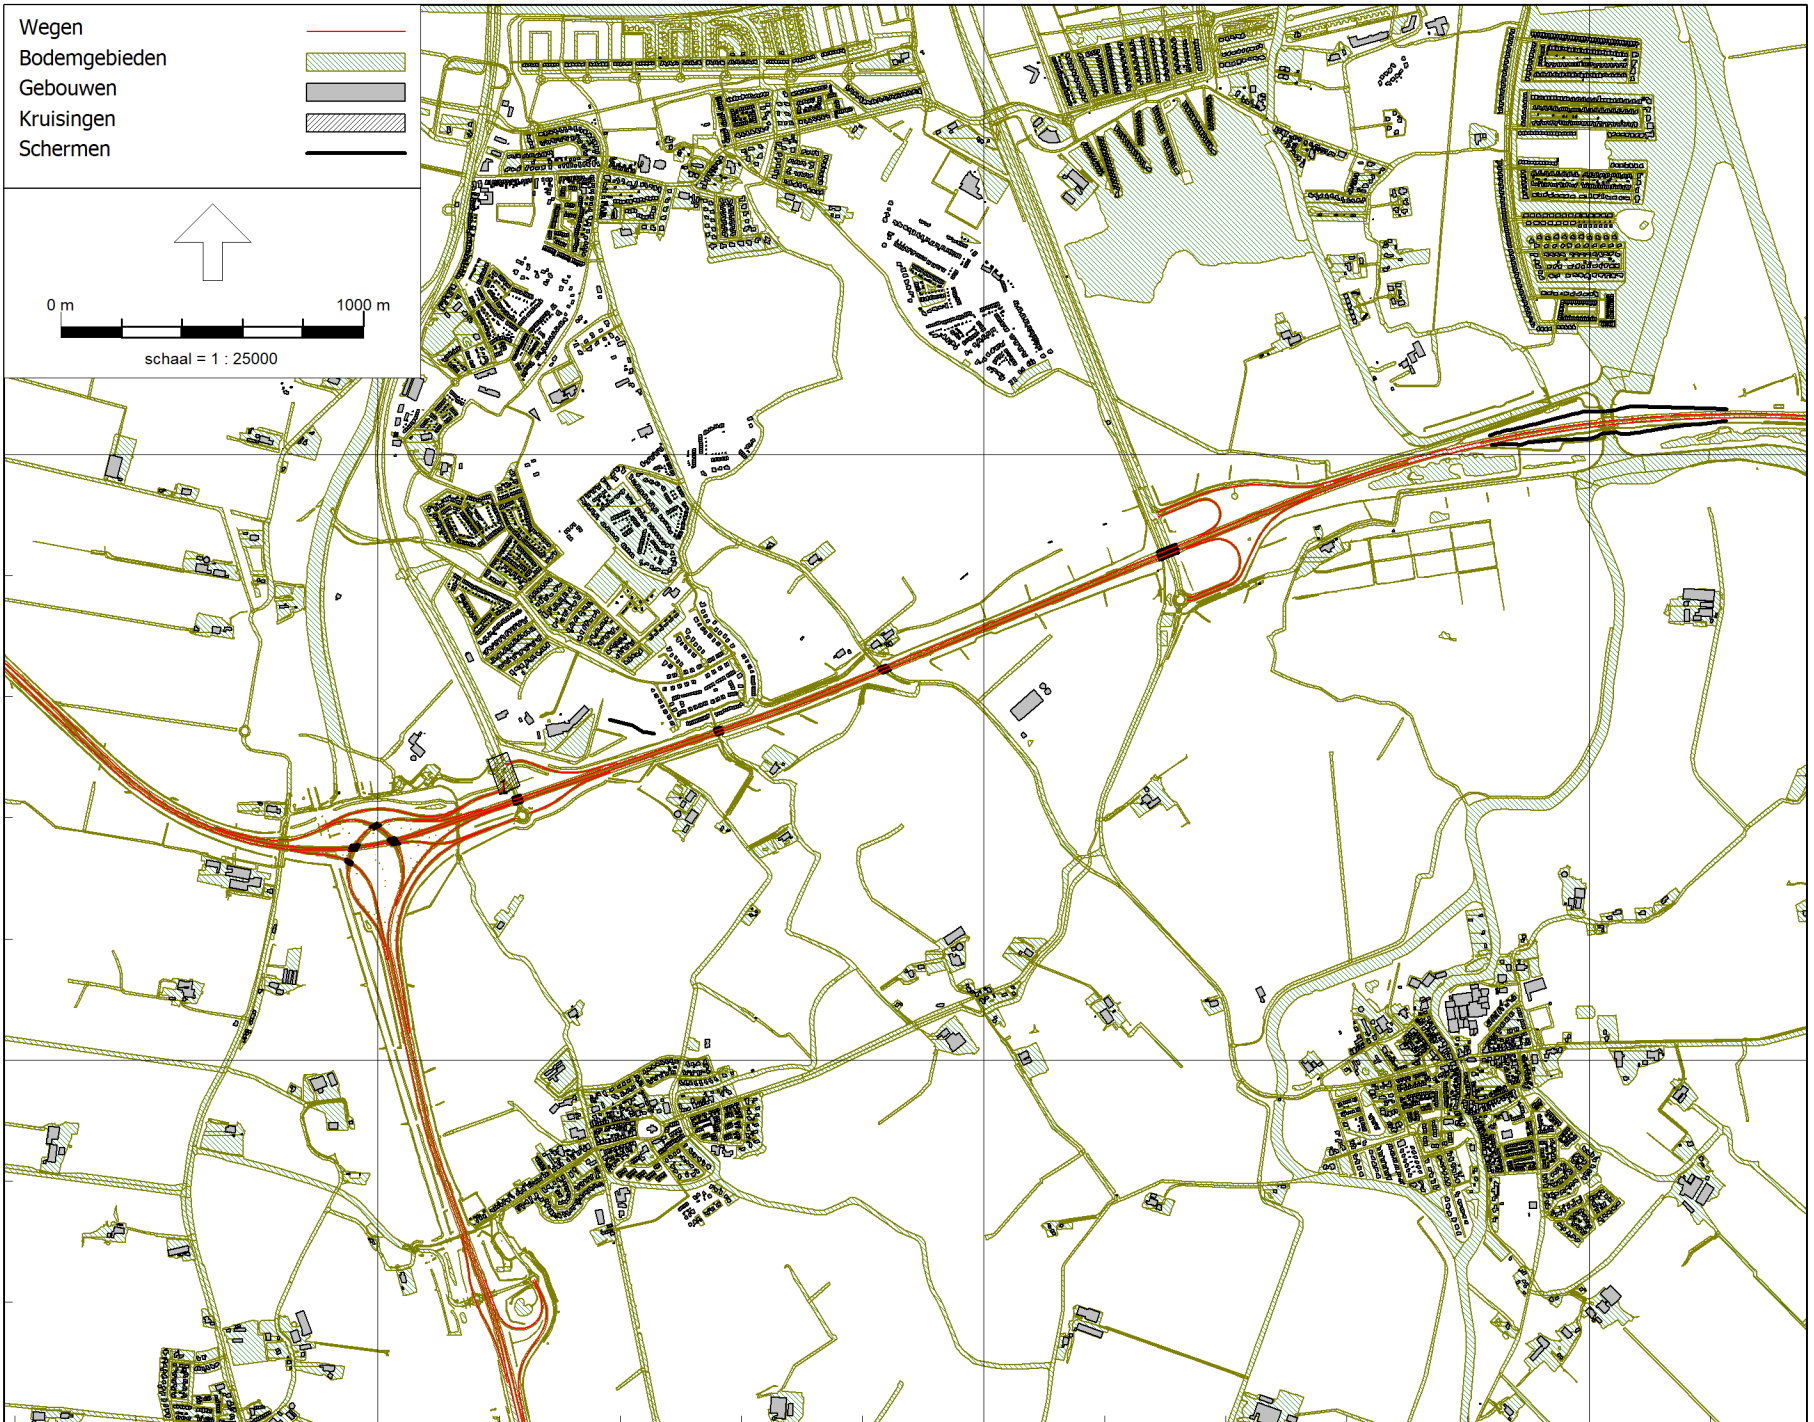 Wegen
Bodemgebieden
Gebouwen
Kruisingen
Schermen
0 m 1000 m
schaal = 1 : 25000